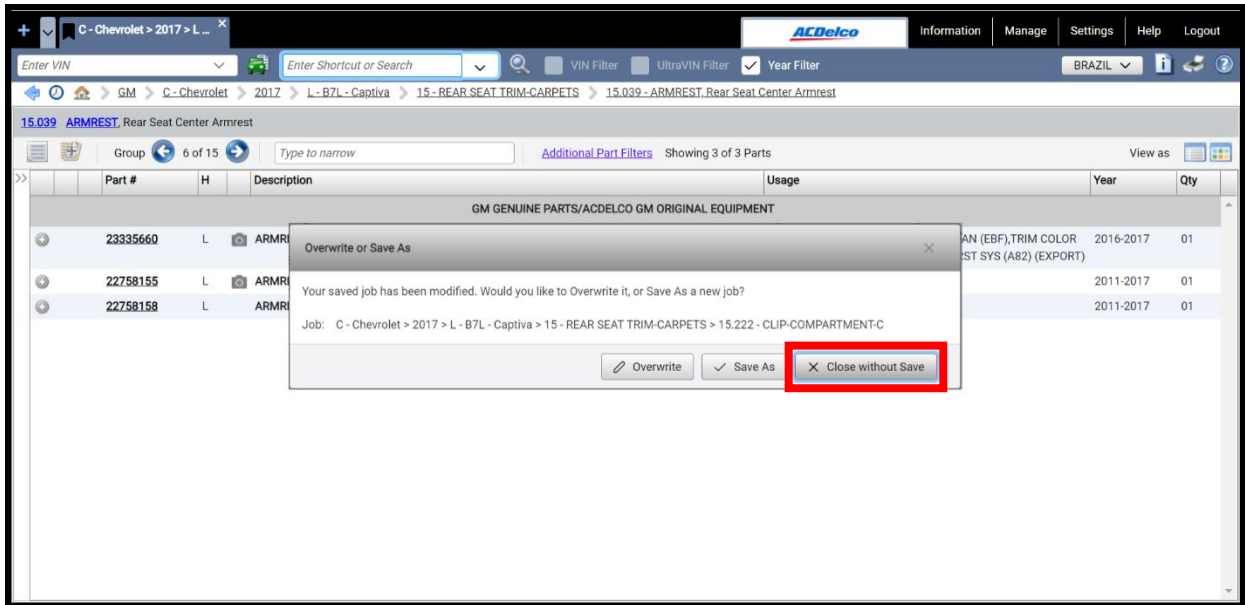 C - Chevrolet > 2017 > L ...
ACDelco
Information Manage Settings Help Logout
Enter VIN
Enter Shortcut or Search
VIN Filter
UltraVIN Filter
Year Filter
BRAZIL
GM C - Chevrolet 2017 L - B7L - Captiva 15 - REAR SEAT TRIM-CARPETS 15.039 - ARMREST, Rear Seat Center Armrest
15.039 ARMREST, Rear Seat Center Armrest
Group 6 of 15
Type to narrow
Additional Part Filters Showing 3 of 3 Parts
View as
>> Part # H Description Usage Year Qty
GM GENUINE PARTS/ACDELCO GM ORIGINAL EQUIPMENT
23335660 L ARMRE AN (EBF),TRIM COLOR 2016-2017 01
ST SYS (A82) (EXPORT)
22758155 L ARMRE 2011-2017 01
22758158 L ARMRE 2011-2017 01
Overwrite or Save As
Your saved job has been modified. Would you like to Overwrite it, or Save As a new job?
Job: C - Chevrolet > 2017 > L - B7L - Captiva > 15 - REAR SEAT TRIM-CARPETS > 15.222 - CLIP-COMPARTMENT-C
Overwrite
Save As
Close without Save